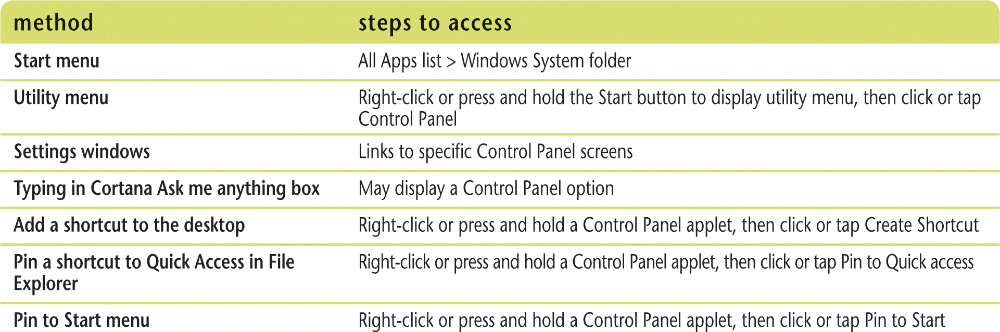 method steps to access
Start menu All Apps list > Windows System folder
Utility menu Right-click or press and hold the Start button to display utility menu, then click or tap
Control Panel
Settings windows Links to specific Control Panel screens
Typing in Cortana Ask me anything box May display a Control Panel option
Add a shortcut to the desktop Right-click or press and hold a Control Panel applet, then click or tap Create Shortcut
Pin a shortcut to Quick Access in File Right-click or press and hold a Control Panel applet, then click or tap Pin to Quick access
Explorer
Pin to Start menu Right-click or press and hold a Control Panel applet, then click or tap Pin to Start